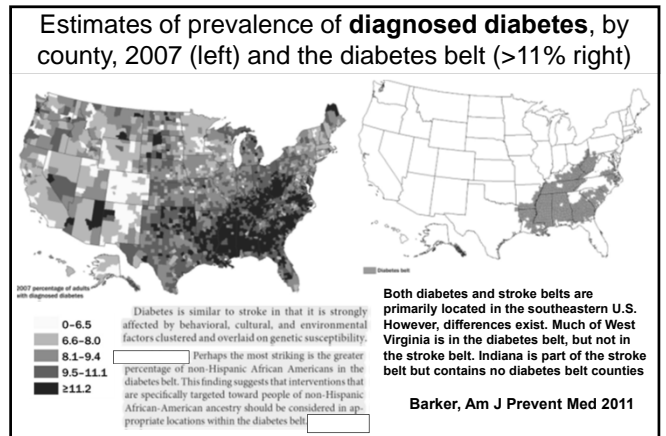 Estimates of prevalence of diagnosed diabetes, by
county, 2007 (left) and the diabetes belt (>11% right)
Diabetes belt
2007 percentage of adults
with diagnosed diabetes
0–6.5
6.6–8.0
8.1–9.4
9.5–11.1
≥11.2
Diabetes is similar to stroke in that it is strongly
affected by behavioral, cultural, and environmental
factors clustered and overlaid on genetic susceptibility.
Perhaps the most striking is the greater
percentage of non-Hispanic African Americans in the
diabetes belt. This finding suggests that interventions that
are specifically targeted toward people of non-Hispanic
African-American ancestry should be considered in ap-
propriate locations within the diabetes belt.
Both diabetes and stroke belts are
primarily located in the southeastern U.S.
However, differences exist. Much of West
Virginia is in the diabetes belt, but not in
the stroke belt. Indiana is part of the stroke
belt but contains no diabetes belt counties
Barker, Am J Prevent Med 2011